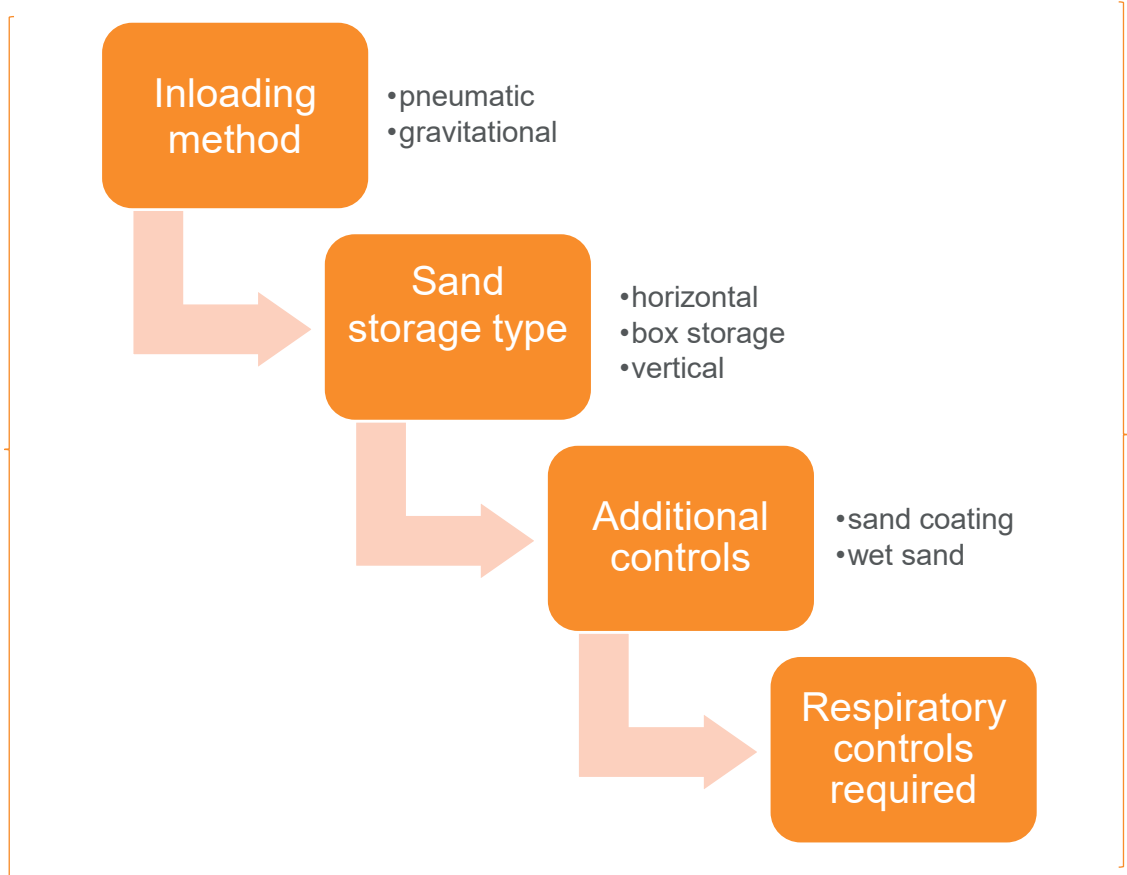 Inloading
method
•pneumatic
•gravitational
Sand
storage type
•horizontal
•box storage
•vertical
Additional
controls
•sand coating
•wet sand
Respiratory
controls
required